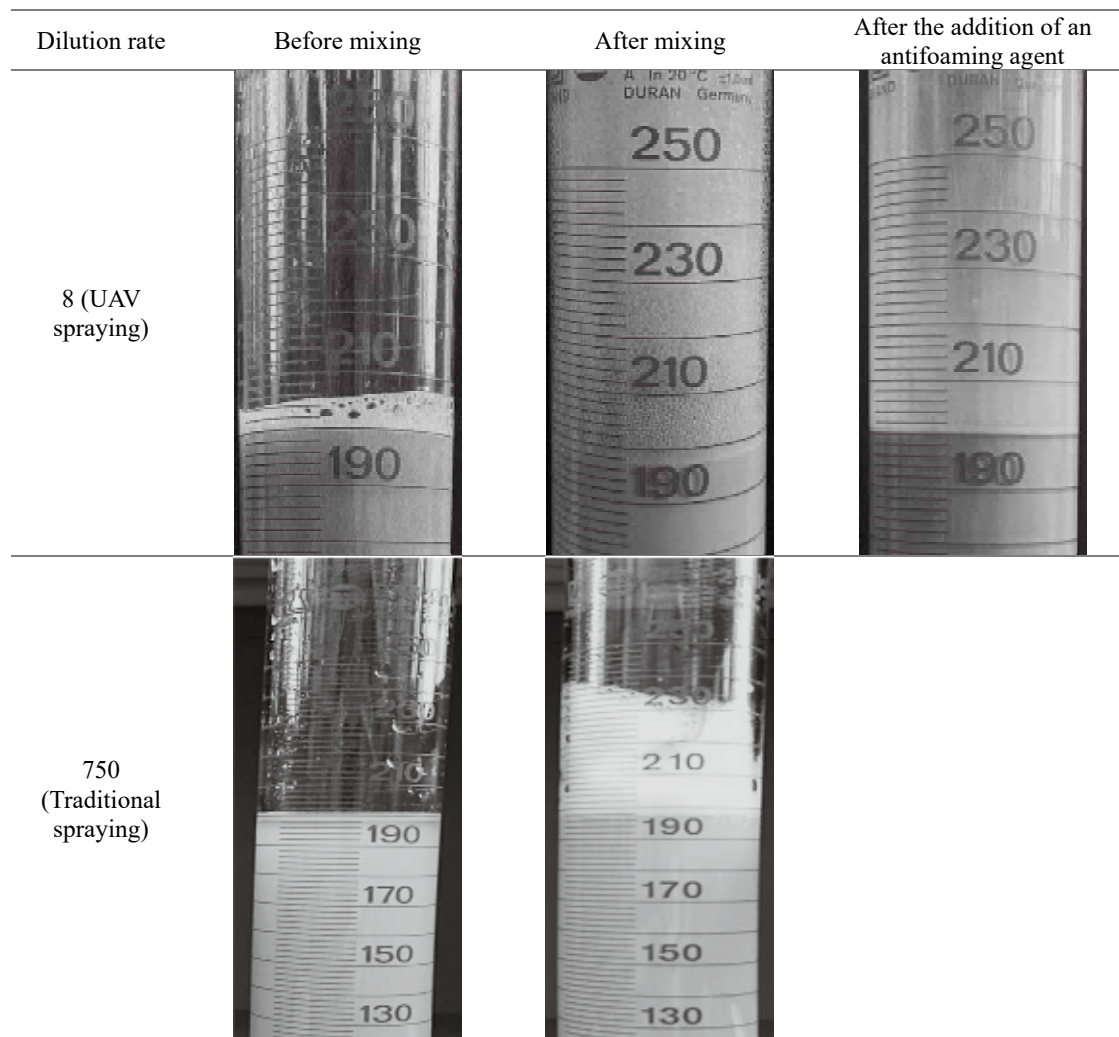 Dilution rate
Before mixing
After mixing
After the addition of an
antifoaming agent
8 (UAV
spraying)
230
210
190
A In 20°C
DURAN Germany
250
230
210
190
250
230
210
190
750
(Traditional
spraying)
210
190
170
150
130
230
210
190
170
150
130